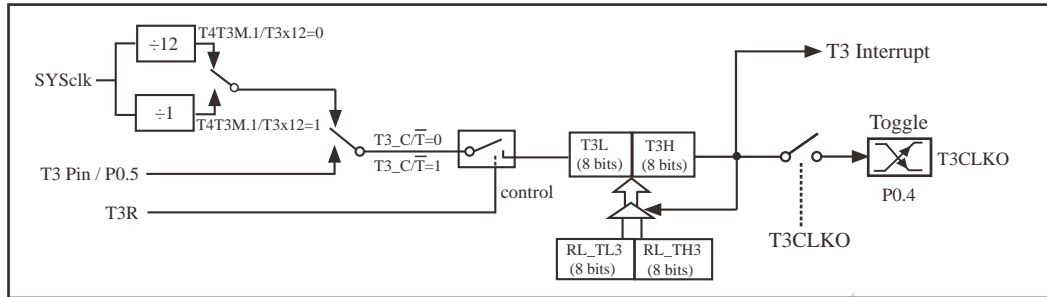 T4T3M.1/T3x12=0
÷12
SYSclk
÷1
T4T3M.1/T3x12=1
T3 Pin / P0.5
T3R
T3_C/T̅=0
T3_C/T̅=1
control
T3L
(8 bits)
T3H
(8 bits)
RL_TL3
(8 bits)
RL_TH3
(8 bits)
T3 Interrupt
Toggle
T3CLKO
P0.4
T3CLKO